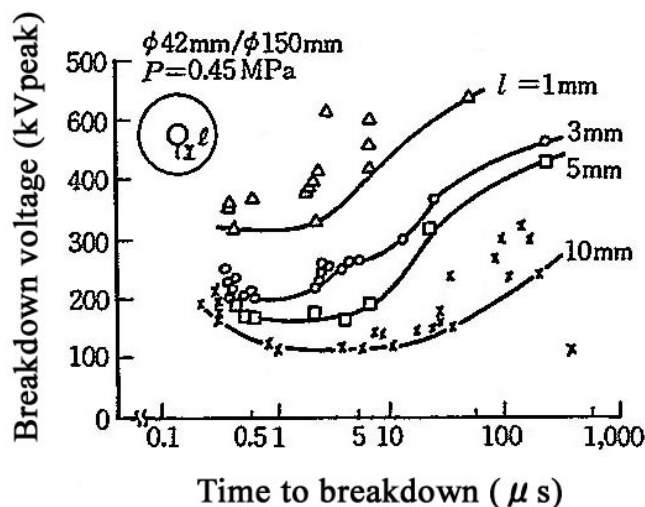 Breakdown voltage (kVpeak)
φ42mm/φ150mm
P=0.45MPa
ℓ
500
600
400
300
200
100
0
l=1mm
3mm
5mm
10mm
0.1 0.5 1 5 10 100 1,000
Time to breakdown (μs)